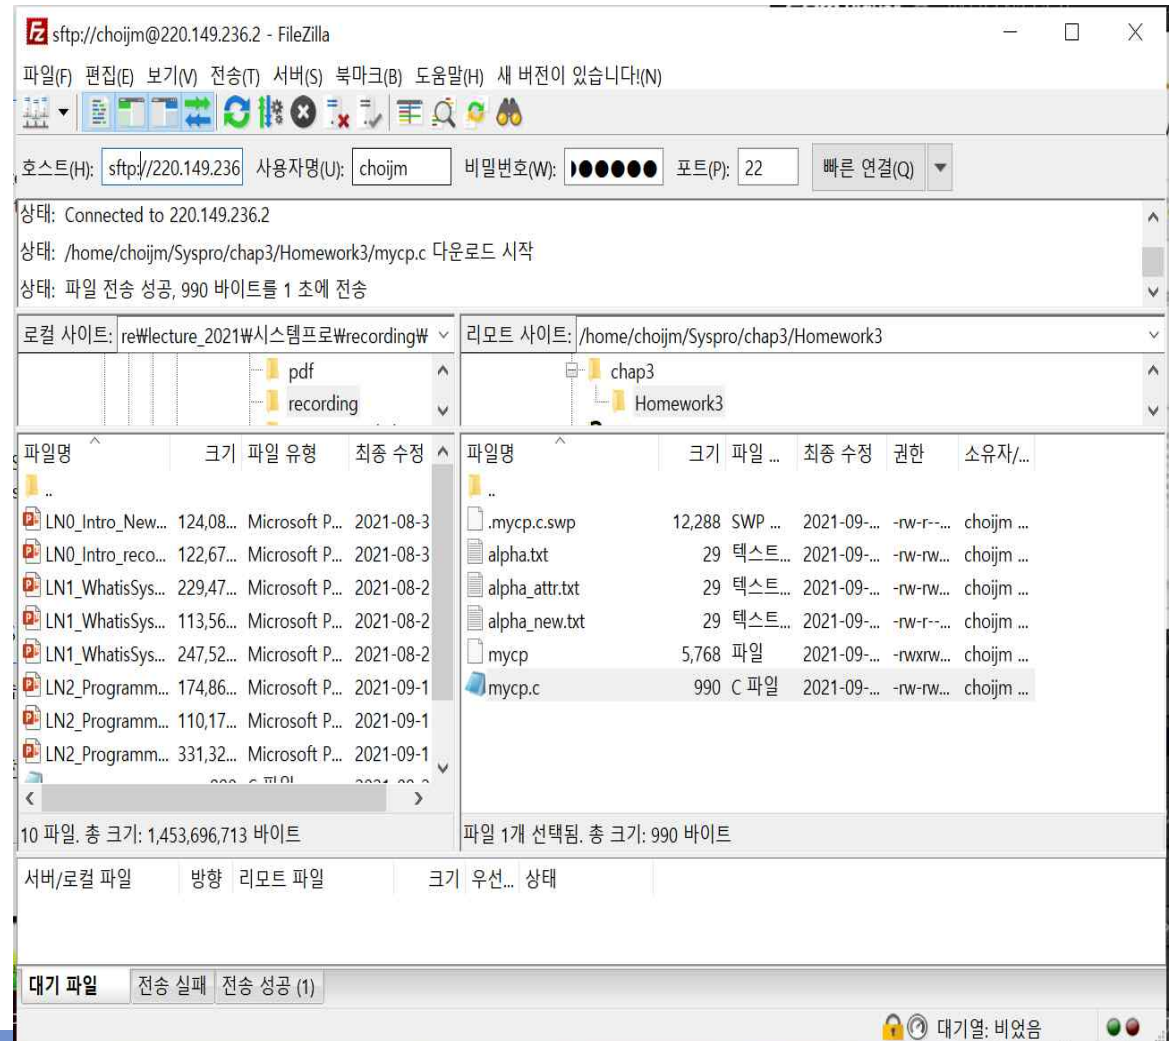 sftp://choijm@220.149.236.2 - FileZilla
파일(F) 편집(E) 보기(V) 전송(T) 서버(S) 북마크(B) 도움말(H) 새 버전이 있습니다!(N)
호스트(H): sftp://220.149.236 사용자명(U): choijm 비밀번호(W): 포트(P): 22 빠른 연결(Q)
상태: Connected to 220.149.236.2
상태: /home/choijm/Syspro/chap3/Homework3/mycp.c 다운로드 시작
상태: 파일 전송 성공, 990 바이트를 1 초에 전송
로컬 사이트: re₩lecture_2021₩시스템프로₩recording₩
pdf
recording
파일명 크기 파일 유형 최종 수정
..
LN0_Intro_New... 124,08... Microsoft P... 2021-08-3
LN0_Intro_reco... 122,67... Microsoft P... 2021-08-3
LN1_WhatisSys... 229,47... Microsoft P... 2021-08-2
LN1_WhatisSys... 113,56... Microsoft P... 2021-08-2
LN1_WhatisSys... 247,52... Microsoft P... 2021-08-2
LN2_Programm... 174,86... Microsoft P... 2021-09-1
LN2_Programm... 110,17... Microsoft P... 2021-09-1
LN2_Programm... 331,32... Microsoft P... 2021-09-1
10 파일. 총 크기: 1,453,696,713 바이트
리모트 사이트: /home/choijm/Syspro/chap3/Homework3
chap3
Homework3
파일명 크기 파일 ... 최종 수정 권한 소유자/...
..
.mycp.c.swp 12,288 SWP ... 2021-09-... -rw-r--... choijm ...
alpha.txt 29 텍스트... 2021-09-... -rw-rw... choijm ...
alpha_attr.txt 29 텍스트... 2021-09-... -rw-rw... choijm ...
alpha_new.txt 29 텍스트... 2021-09-... -rw-r--... choijm ...
mycp 5,768 파일 2021-09-... -rwxrw... choijm ...
mycp.c 990 C 파일 2021-09-... -rw-rw... choijm ...
파일 1개 선택됨. 총 크기: 990 바이트
서버/로컬 파일 방향 리모트 파일 크기 우선... 상태
대기 파일 전송 실패 전송 성공 (1)
대기열: 비었음